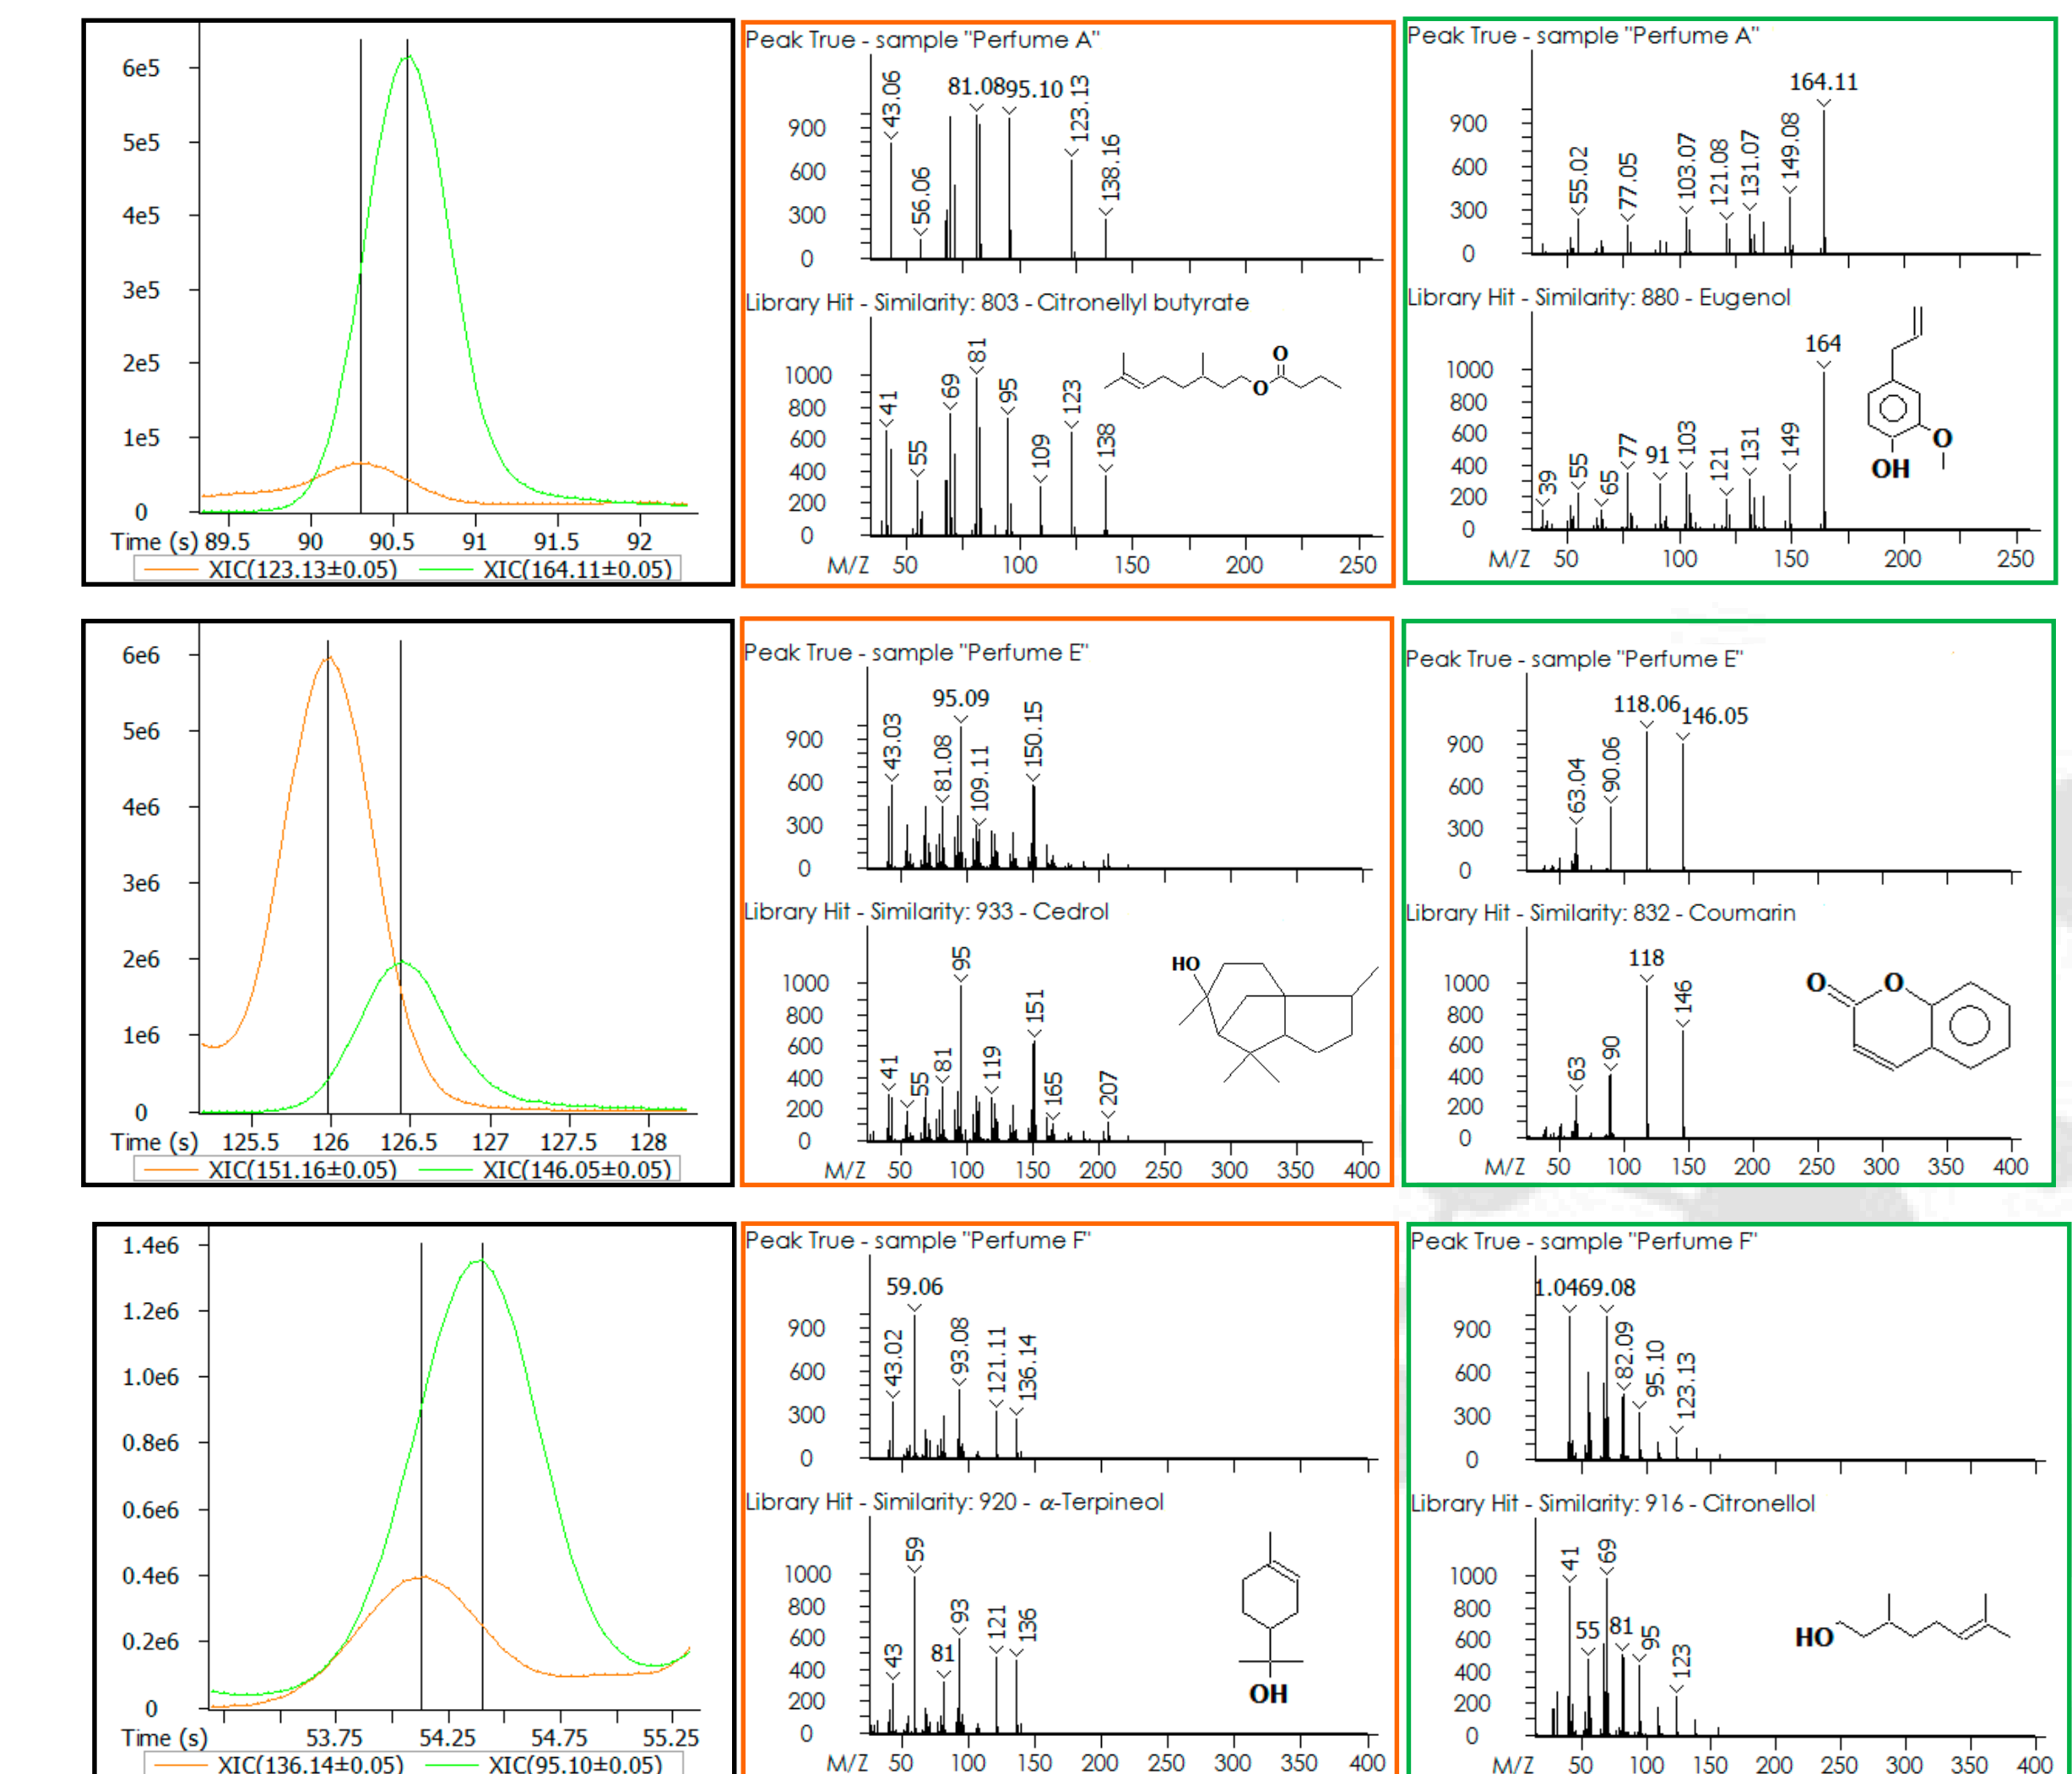 6e5
5e5
4e5
3e5
2e5
1e5
0
Time (s) 89.5 90 90.5 91 91.5 92
XIC(123.13±0.05) XIC(164.11±0.05)
Peak True - sample "Perfume A"
43.06 56.06 81.08 95.10 123.13 138.16
900
600
300
0
Library Hit - Similarity: 803 - Citronellyl butyrate
41 55 69 81 95 109 123 138
O
O
1000
800
600
400
200
0
M/Z 50 100 150 200 250
Peak True - sample "Perfume A"
55.02 77.05 103.07 121.08 131.07 149.08 164.11
900
600
300
0
Library Hit - Similarity: 880 - Eugenol
39 55 65 77 91 103 121 131 149 164
O
OH
1000
800
600
400
200
0
M/Z 50 100 150 200 250
6e6
5e6
4e6
3e6
2e6
1e6
0
Time (s) 125.5 126 126.5 127 127.5 128
XIC(151.16±0.05) XIC(146.05±0.05)
Peak True - sample "Perfume E"
43.03 81.08 95.09 109.11 150.15
900
600
300
0
Library Hit - Similarity: 933 - Cedrol
41 55 81 95 119 151 165 207
HO
1000
800
600
400
200
0
M/Z 50 100 150 200 250 300 350 400
Peak True - sample "Perfume E"
63.04 90.06 118.06 146.05
900
600
300
0
Library Hit - Similarity: 832 - Coumarin
63 90 118 146
O O
1000
800
600
400
200
0
M/Z 50 100 150 200 250 300 350 400
1.4e6
1.2e6
1.0e6
0.8e6
0.6e6
0.4e6
0.2e6
0
Time (s) 53.75 54.25 54.75 55.25
XIC(136.14±0.05) XIC(95.10±0.05)
Peak True - sample "Perfume F"
43.02 59.06 93.08 121.11 136.14
900
600
300
0
Library Hit - Similarity: 920 - α-Terpineol
43 59 81 93 121 136
OH
1000
800
600
400
200
0
M/Z 50 100 150 200 250 300 350 400
Peak True - sample "Perfume F"
1.04 69.08 82.09 95.10 123.13
900
600
300
0
Library Hit - Similarity: 916 - Citronellol
41 55 69 81 95 123
HO
1000
800
600
400
200
0
M/Z 50 100 150 200 250 300 350 400